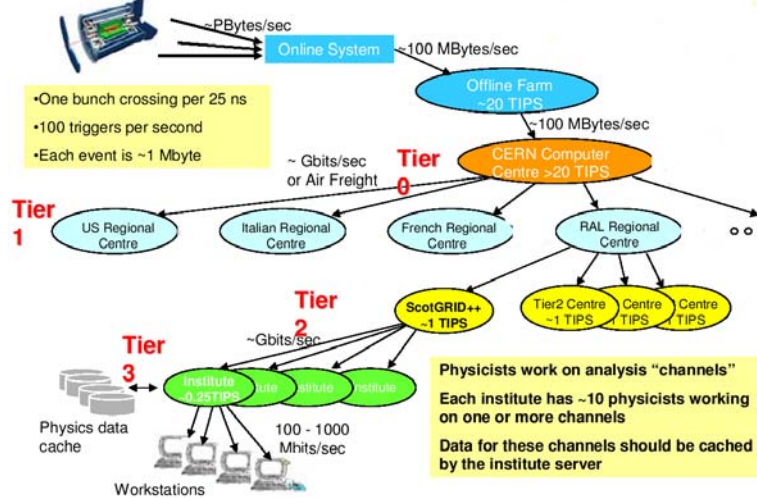 ~PBytes/sec
Online System
~100 MBytes/sec
Offline Farm
~20 TIPS
•One bunch crossing per 25 ns
•100 triggers per second
•Each event is ~1 Mbyte
~100 MBytes/sec
~ Gbits/sec
or Air Freight
Tier
0
CERN Computer
Centre >20 TIPS
Tier
1
US Regional
Centre
Italian Regional
Centre
French Regional
Centre
RAL Regional
Centre
Tier
2
ScotGRID++
~1 TIPS
Tier2 Centre
~1 TIPS
Centre
TIPS
Centre
TIPS
~Gbits/sec
Tier
3
Institute
~0.25TIPS
tute
stitute
nstitute
Physics data
cache
100 - 1000
Mbits/sec
Workstations
Physicists work on analysis “channels”
Each institute has ~10 physicists working
on one or more channels
Data for these channels should be cached
by the institute server